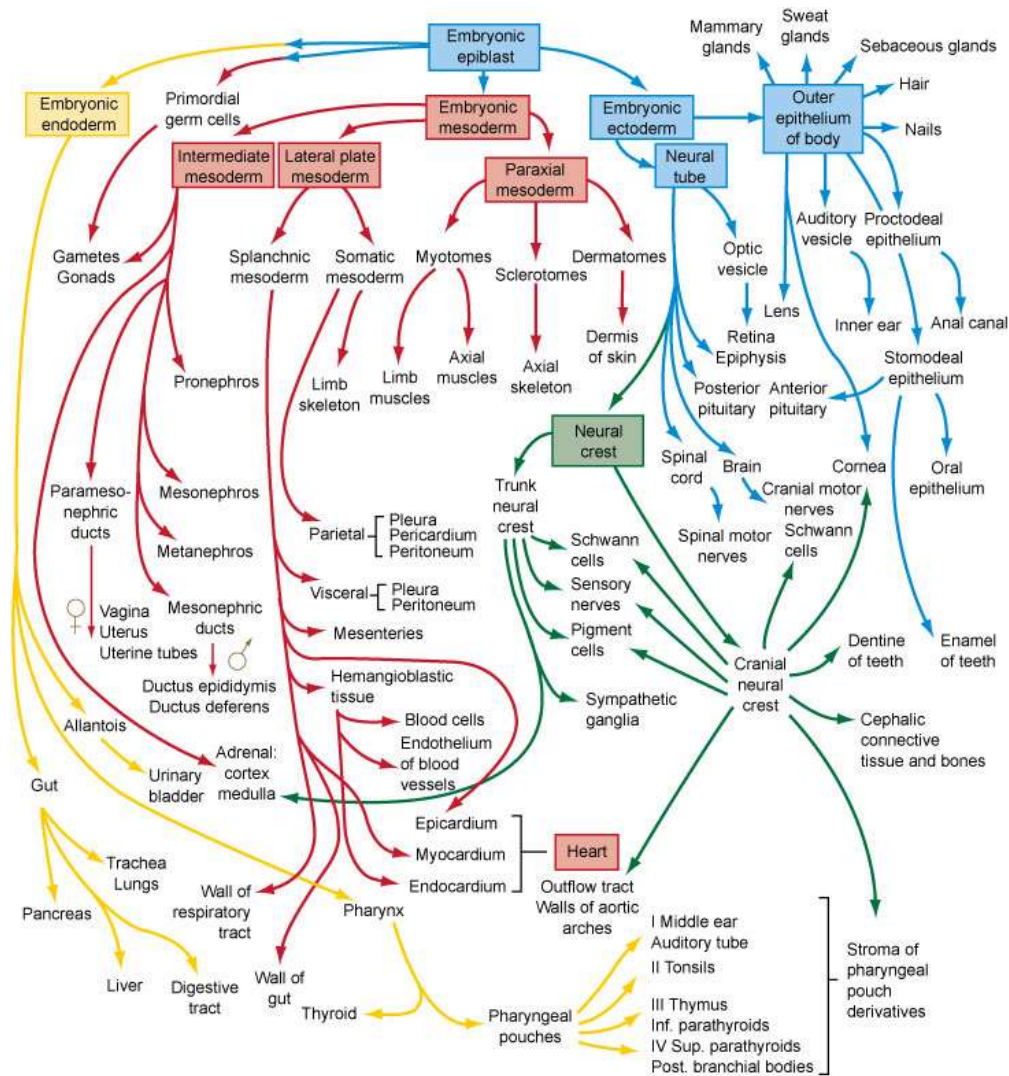 Embryonic
epiblast
Mammary
glands
Sweat
glands
Sebaceous glands
Hair
Nails
Embryonic
endoderm
Primordial
germ cells
Embryonic
mesoderm
Embryonic
ectoderm
Outer
epithelium
of body
Intermediate
mesoderm
Lateral plate
mesoderm
Paraxial
mesoderm
Neural
tube
Gametes
Gonads
Splanchnic
mesoderm
Somatic
mesoderm
Myotomes
Sclerotomes
Dermatomes
Optic
vesicle
Auditory
vesicle
Proctodeal
epithelium
Pronephros
Limb
skeleton
Limb
muscles
Axial
muscles
Axial
skeleton
Dermis
of skin
Retina
Epiphysis
Lens
Inner ear
Anal canal
Posterior
pituitary
Anterior
pituitary
Stomodeal
epithelium
Neural
crest
Spinal
cord
Brain
Cornea
Oral
epithelium
Parameso-
nephric
ducts
Mesonephros
Metanephros
Trunk
neural
crest
Cranial motor
nerves
Spinal motor
nerves
Schwann
cells
Parietal
Pleura
Pericardium
Peritoneum
Visceral
Pleura
Peritoneum
Mesenteries
Schwann
cells
Sensory
nerves
Pigment
cells
Sympathetic
ganglia
♀
Vagina
Uterus
Uterine tubes
Mesonephric
ducts
♂
Ductus epididymis
Ductus deferens
Hemangioblastic
tissue
Blood cells
Endothelium
of blood
vessels
Cranial
neural
crest
Dentine
of teeth
Enamel
of teeth
Cephalic
connective
tissue and bones
Allantois
Gut
Urinary
bladder
Adrenal:
cortex
medulla
Epicardium
Myocardium
Endocardium
Heart
Outflow tract
Walls of aortic
arches
Trachea
Lungs
Pancreas
Liver
Digestive
tract
Wall of
respiratory
tract
Wall of
gut
Pharynx
Thyroid
Pharyngeal
pouches
I Middle ear
Auditory tube
II Tonsils
III Thymus
Inf. parathyroids
IV Sup. parathyroids
Post. branchial bodies
Stroma of
pharyngeal
pouch
derivatives